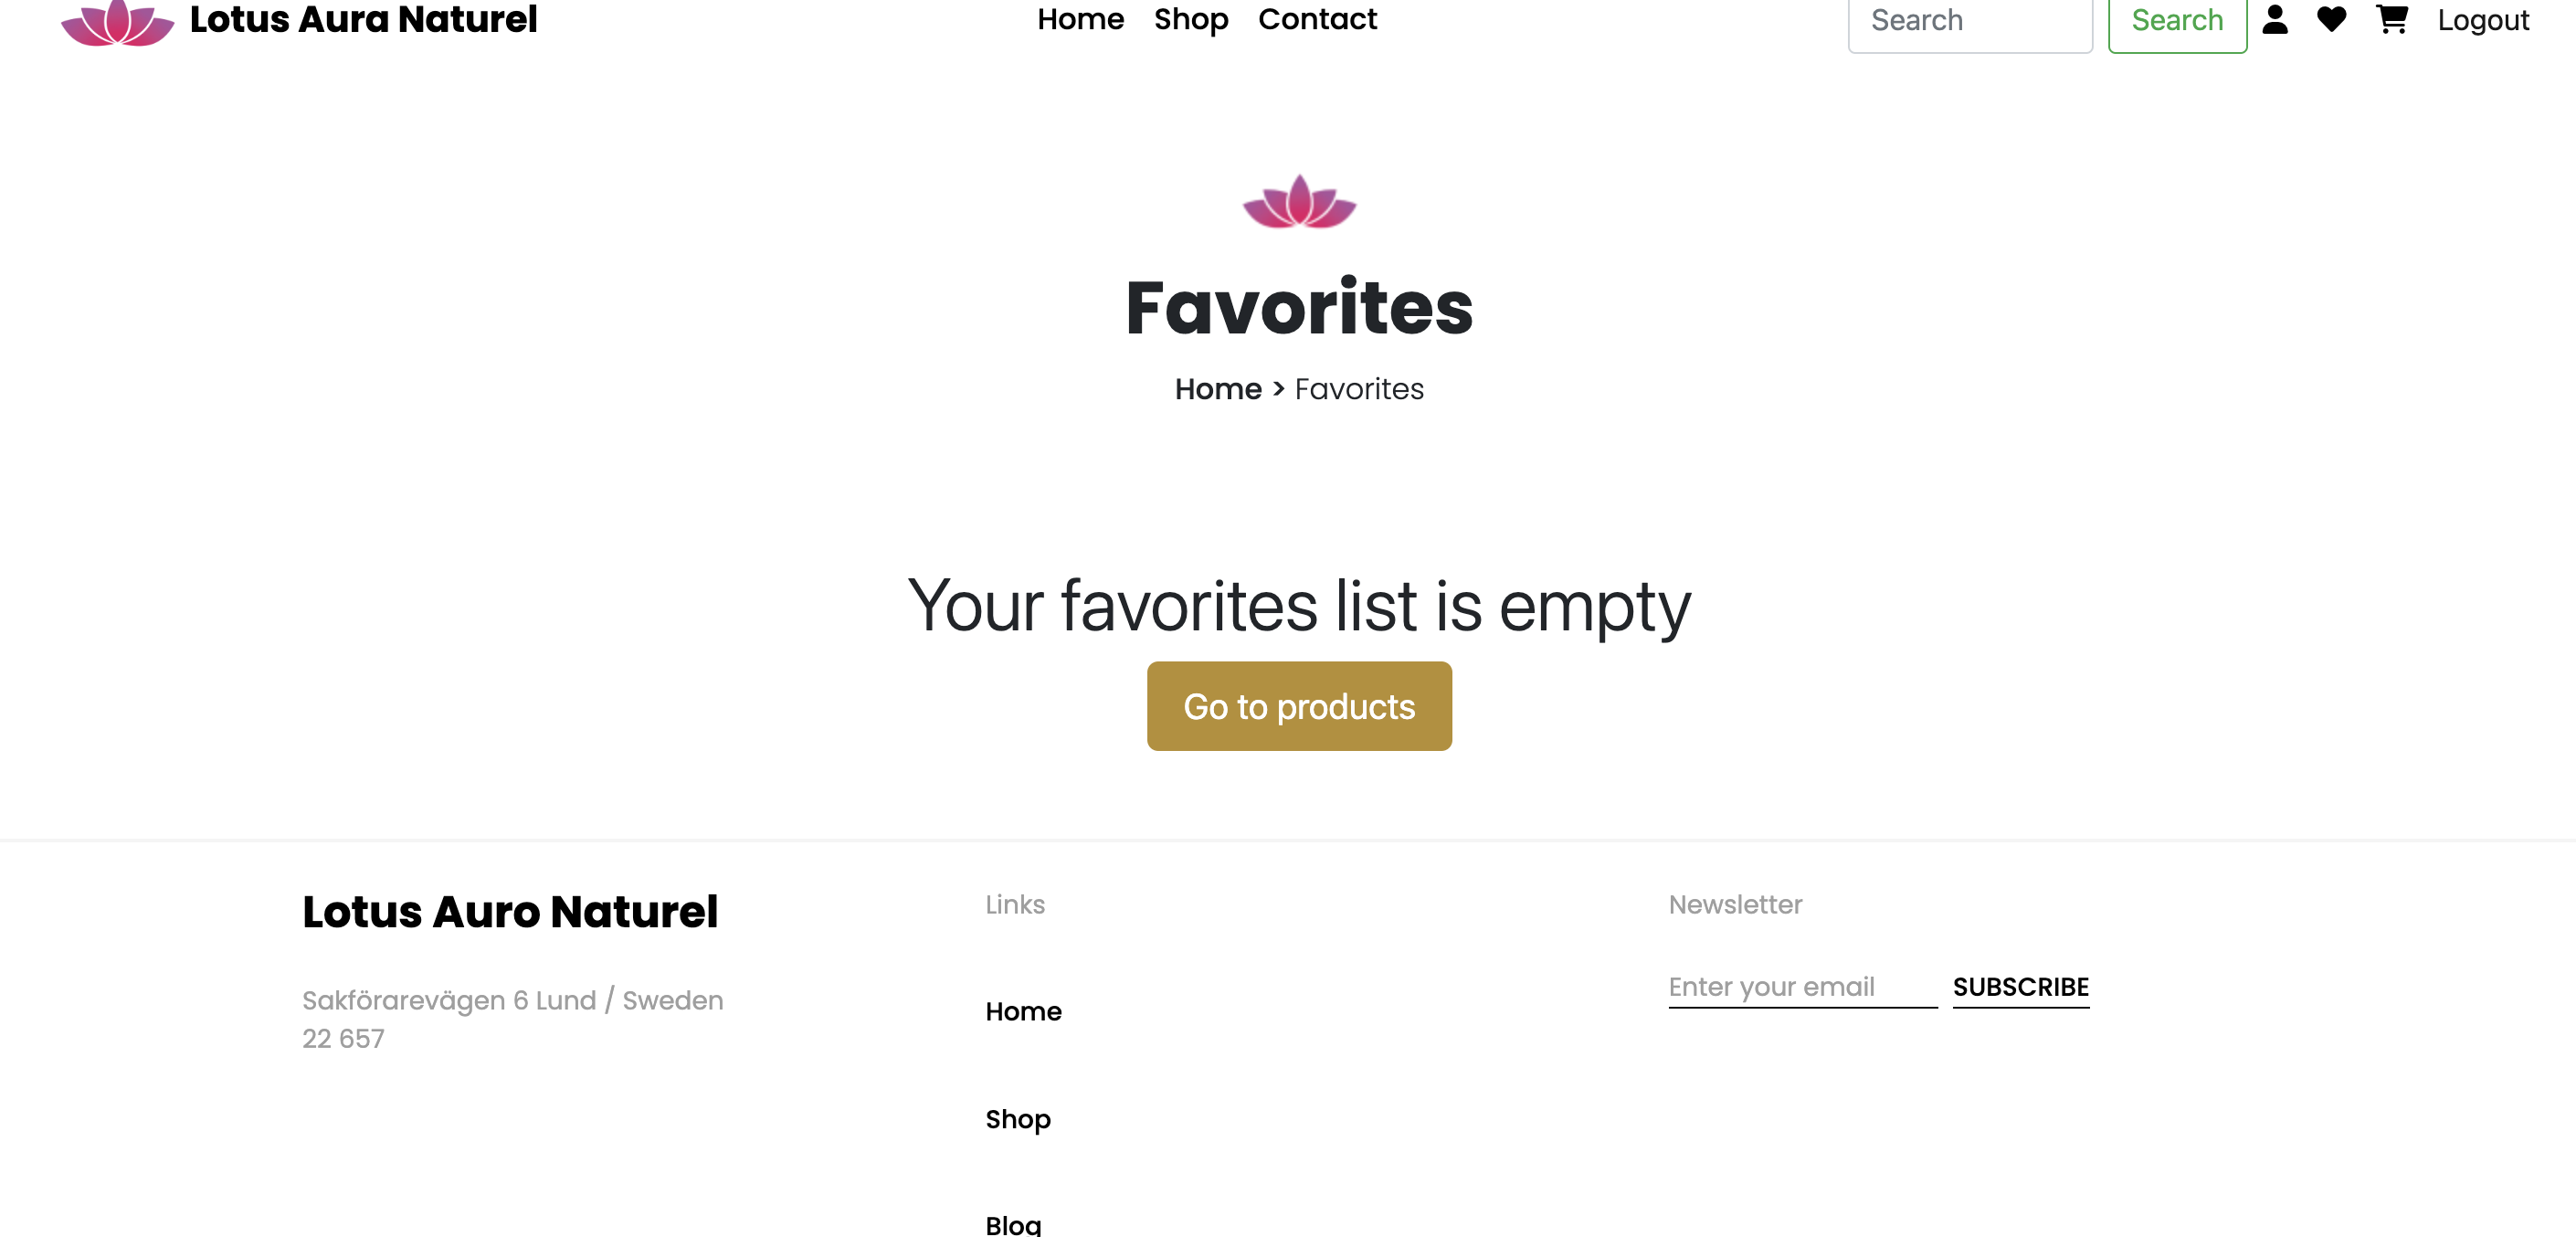 Lotus Aura Naturel
Home Shop Contact
Search Search Logout
Favorites
Home > Favorites
Your favorites list is empty
Go to products
Lotus Auro Naturel
Sakförarevägen 6 Lund / Sweden
22 657
Links
Home
Shop
Blog
Newsletter
Enter your email SUBSCRIBE